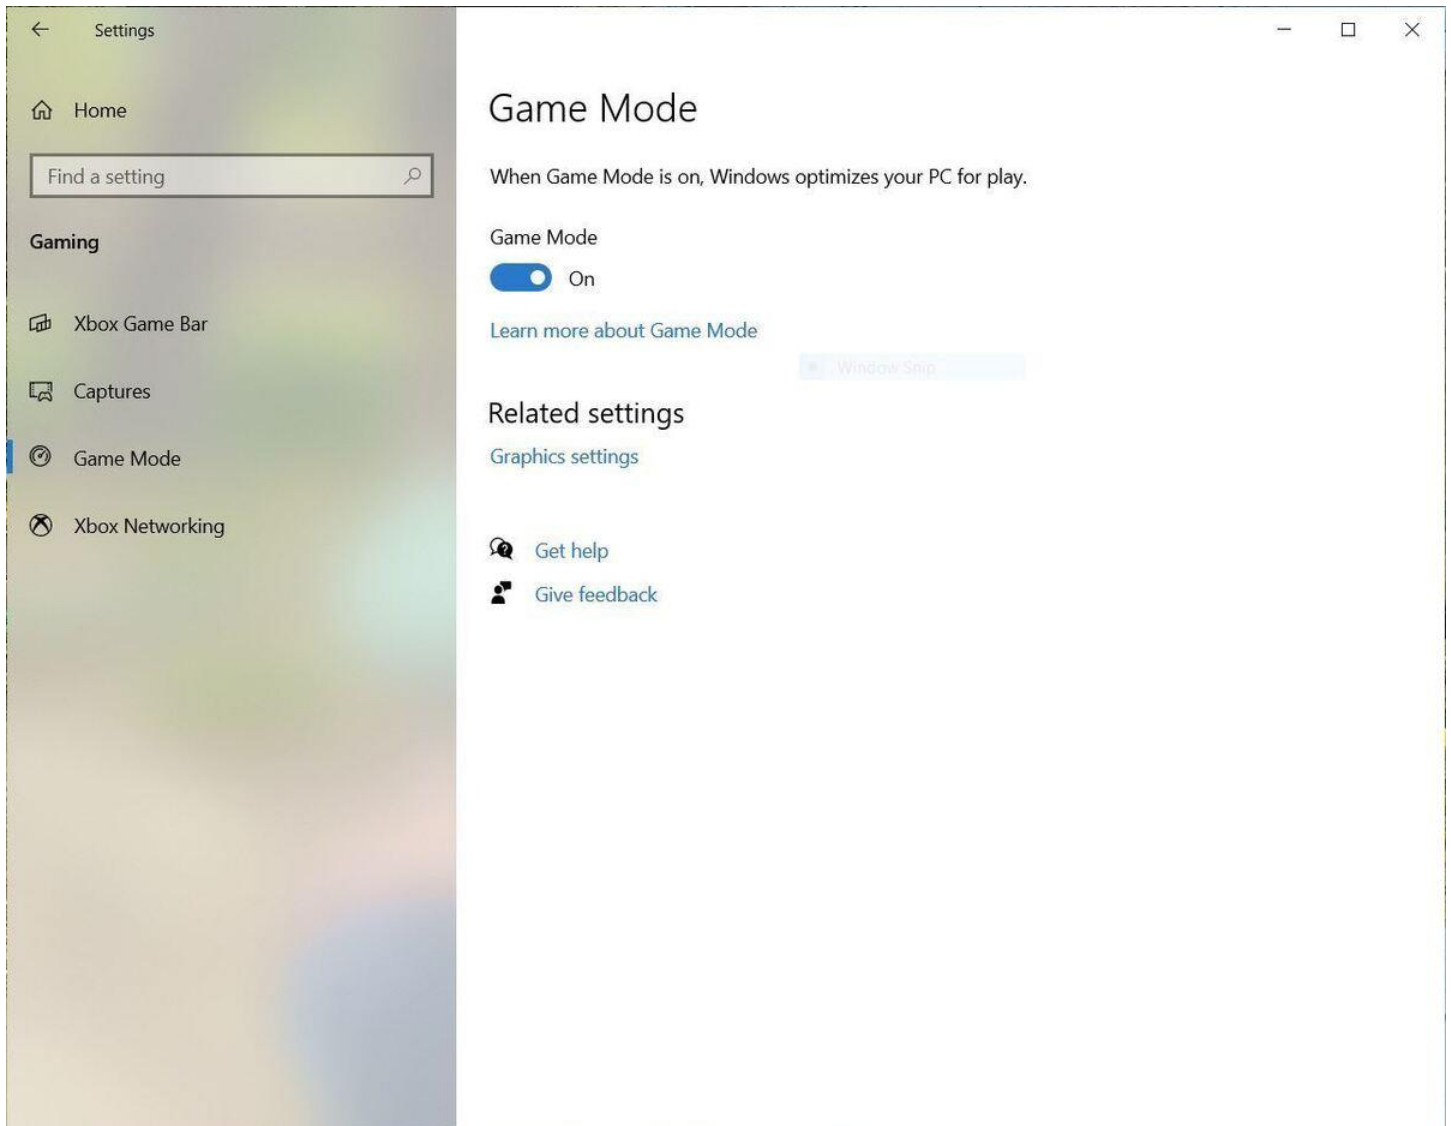 Settings
Home
Find a setting
Gaming
Xbox Game Bar
Captures
Game Mode
Xbox Networking
Game Mode
When Game Mode is on, Windows optimizes your PC for play.
Game Mode
On
Learn more about Game Mode
Window Snip
Related settings
Graphics settings
Get help
Give feedback